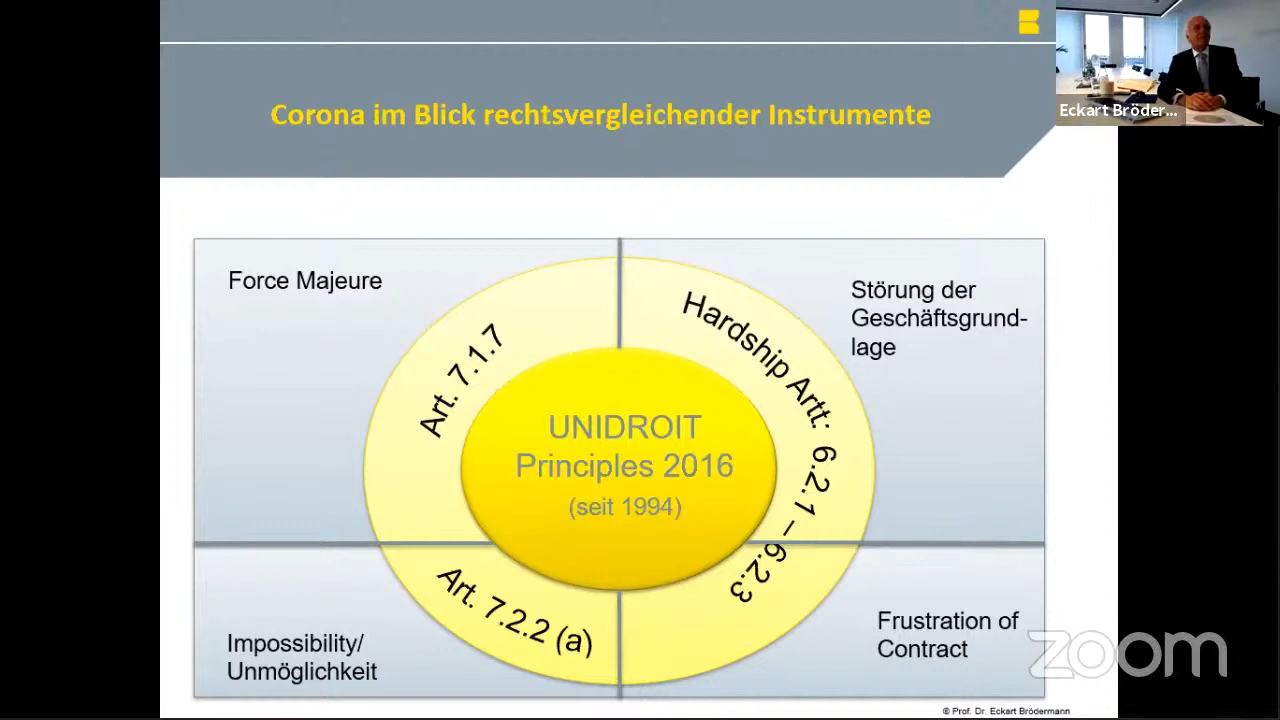 Corona im Blick rechtsvergleichender Instrumente
Eckart Bröder...
Force Majeure
Störung der
Geschäftsgrund-
lage
Art. 7.1.7
Hardship Artt: 6.2.1 – 6.2.3
UNIDROIT
Principles 2016
(seit 1994)
Art. 7.2.2 (a)
Impossibility/
Unmöglichkeit
Frustration of
Contract
zoom
© Prof. Dr. Eckart Brödermann